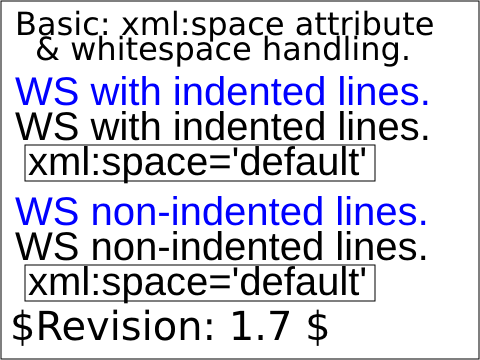 Basic: xml:space attribute
& whitespace handling.
WS with indented lines.
WS with indented lines.
xml:space='default'
WS non-indented lines.
WS non-indented lines.
xml:space='default'
$Revision: 1.7 $